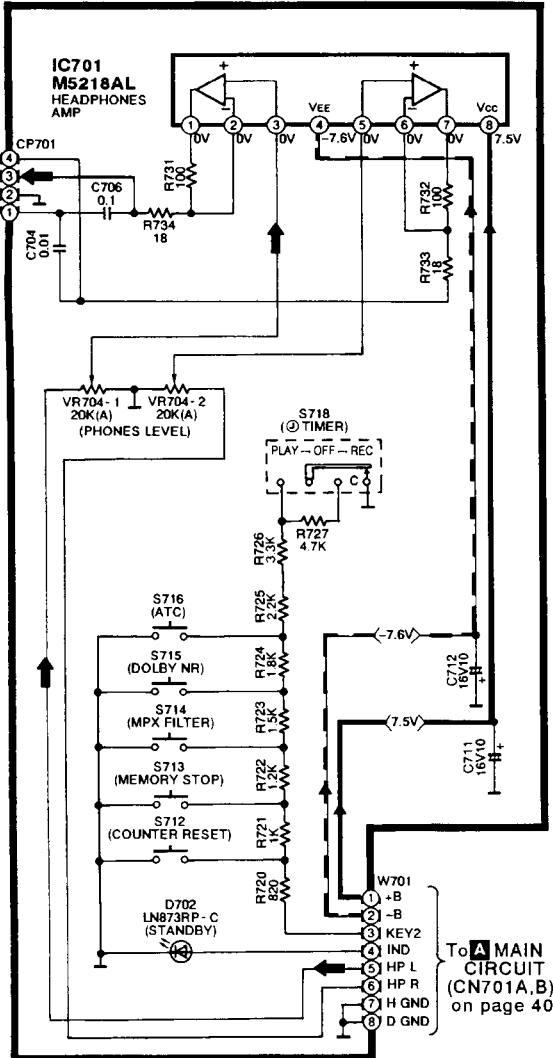 IC701
M5218AL
HEADPHONES
AMP
+ − VEE + − VCC
1 2 3 4 5 6 7 8
0V 0V 0V −7.6V 0V 0V 0V 7.5V
CP701
4
3
2
1
C706
0.1
R734
18
C704
0.01
R731
100
R732
100
R733
18
VR704-1
20K(A)
VR704-2
20K(A)
(PHONES LEVEL)
S718
(TIMER)
PLAY↔OFF↔REC
C
R727
4.7K
R726
3.3K
R725
2.2K
S716
(ATC)
R724
1.8K
S715
(DOLBY NR)
R723
1.5K
S714
(MPX FILTER)
R722
1.2K
S713
(MEMORY STOP)
R721
1K
S712
(COUNTER RESET)
R720
820
D702
LN873RP-C
(STANDBY)
−7.6V
C712
16V10
+
7.5V
C711
16V10
+
W701
1 +B
2 −B
3 KEY2
4 IND
5 HP L
6 HP R
7 H GND
8 D GND
To A MAIN
CIRCUIT
(CN701A,B)
on page 40